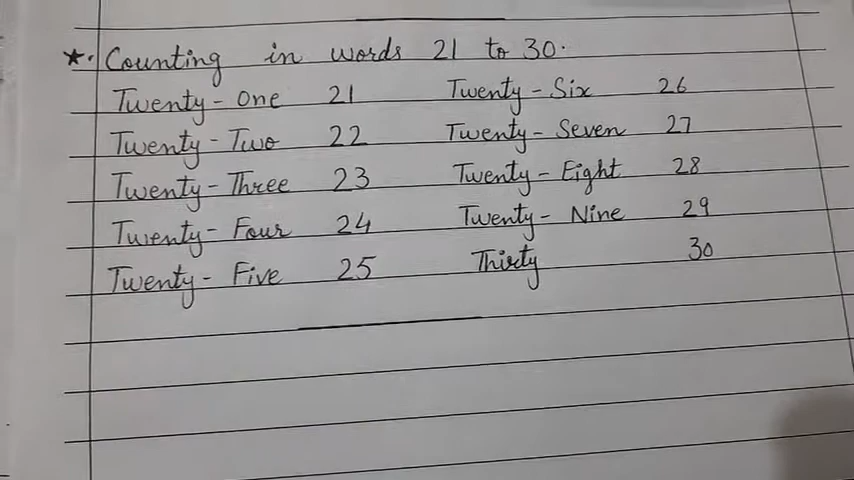 ★. Counting in words 21 to 30.
Twenty-One 21 Twenty-Six 26
Twenty-Two 22 Twenty-Seven 27
Twenty-Three 23 Twenty-Eight 28
Twenty-Four 24 Twenty-Nine 29
Twenty-Five 25 Thirty 30